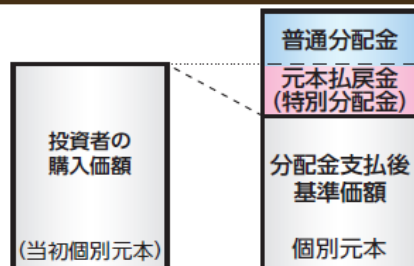 普通分配金
元本払戻金
(特別分配金)
投資者の
購入価額
(当初個別元本)
分配金支払後
基準価額
個別元本